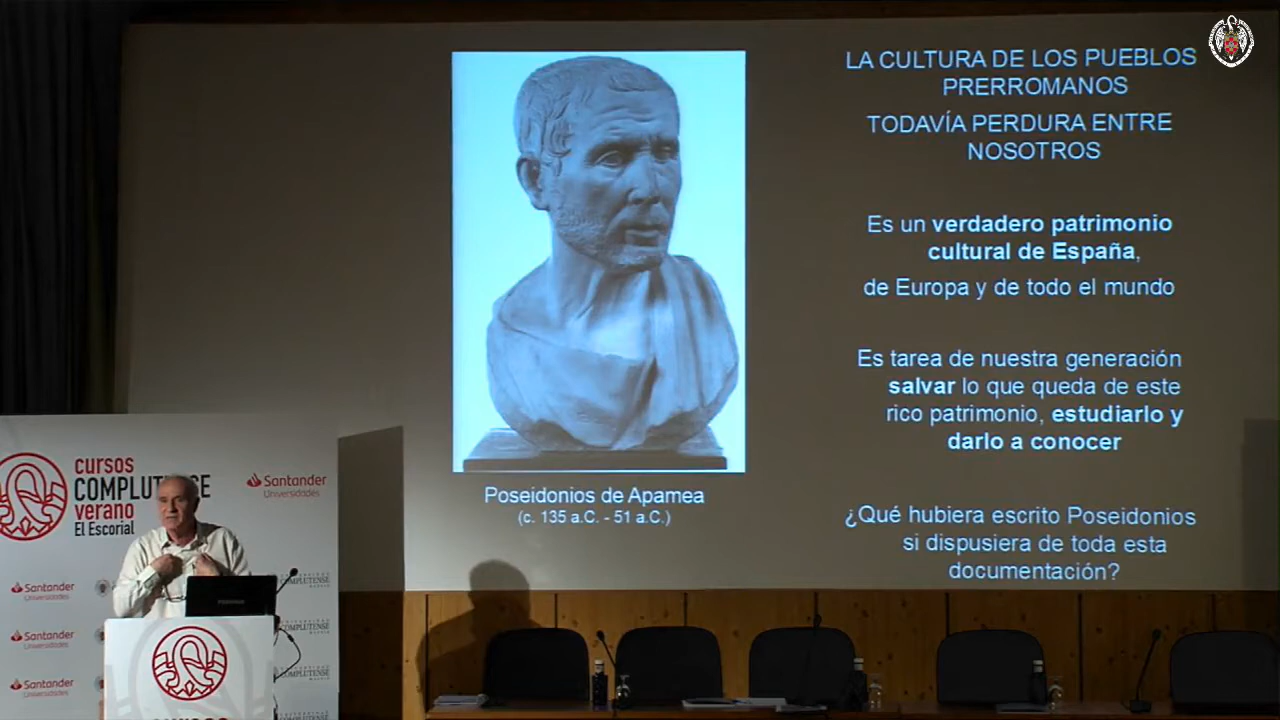 LA CULTURA DE LOS PUEBLOS
PRERROMANOS
TODAVÍA PERDURA ENTRE
NOSOTROS
Es un verdadero patrimonio
cultural de España,
de Europa y de todo el mundo
Es tarea de nuestra generación
salvar lo que queda de este
rico patrimonio, estudiarlo y
darlo a conocer
¿Qué hubiera escrito Poseidonios
si dispusiera de toda esta
documentación?
Poseidonios de Apamea
(c. 135 a.C. - 51 a.C.)
cursos
COMPLUTENSE
verano
El Escorial
Santander
Universidades
Santander
Universidades
COMPLUTENSE
Santander
Universidades
COMPLUTENSE
Santander
Universidades
COMPLUTENSE